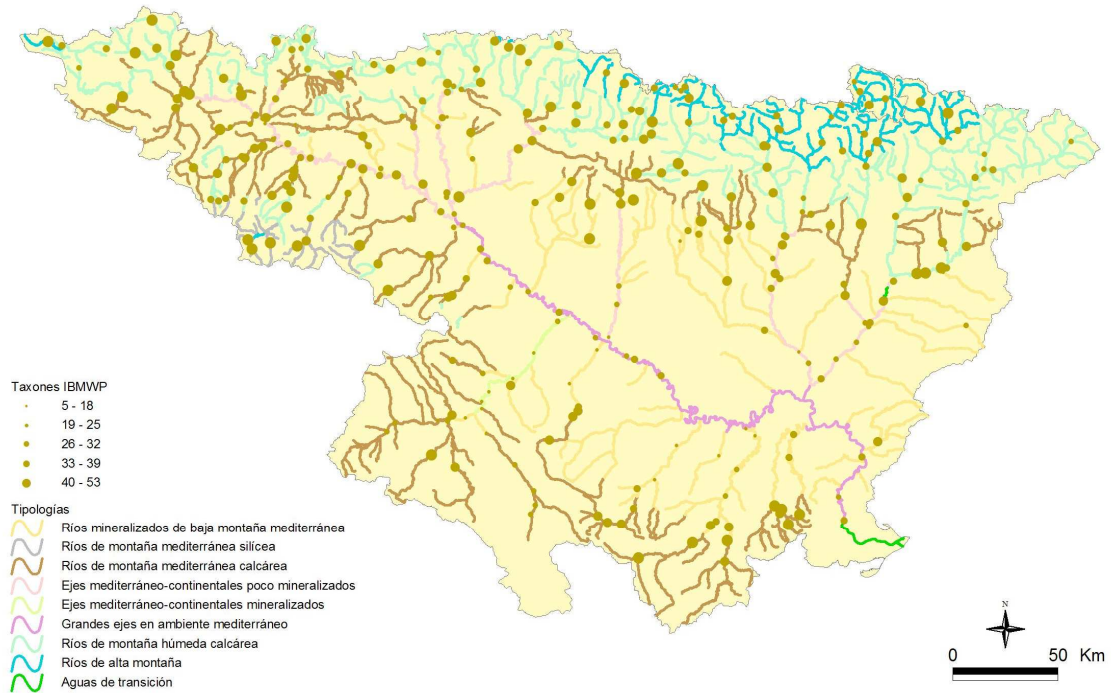 Taxones IBMWP
5 - 18
19 - 25
26 - 32
33 - 39
40 - 53
Tipologías
Ríos mineralizados de baja montaña mediterránea
Ríos de montaña mediterránea silícea
Ríos de montaña mediterránea calcárea
Ejes mediterráneo-continentales poco mineralizados
Ejes mediterráneo-continentales mineralizados
Grandes ejes en ambiente mediterráneo
Ríos de montaña húmeda calcárea
Ríos de alta montaña
Aguas de transición
N
0 50 Km